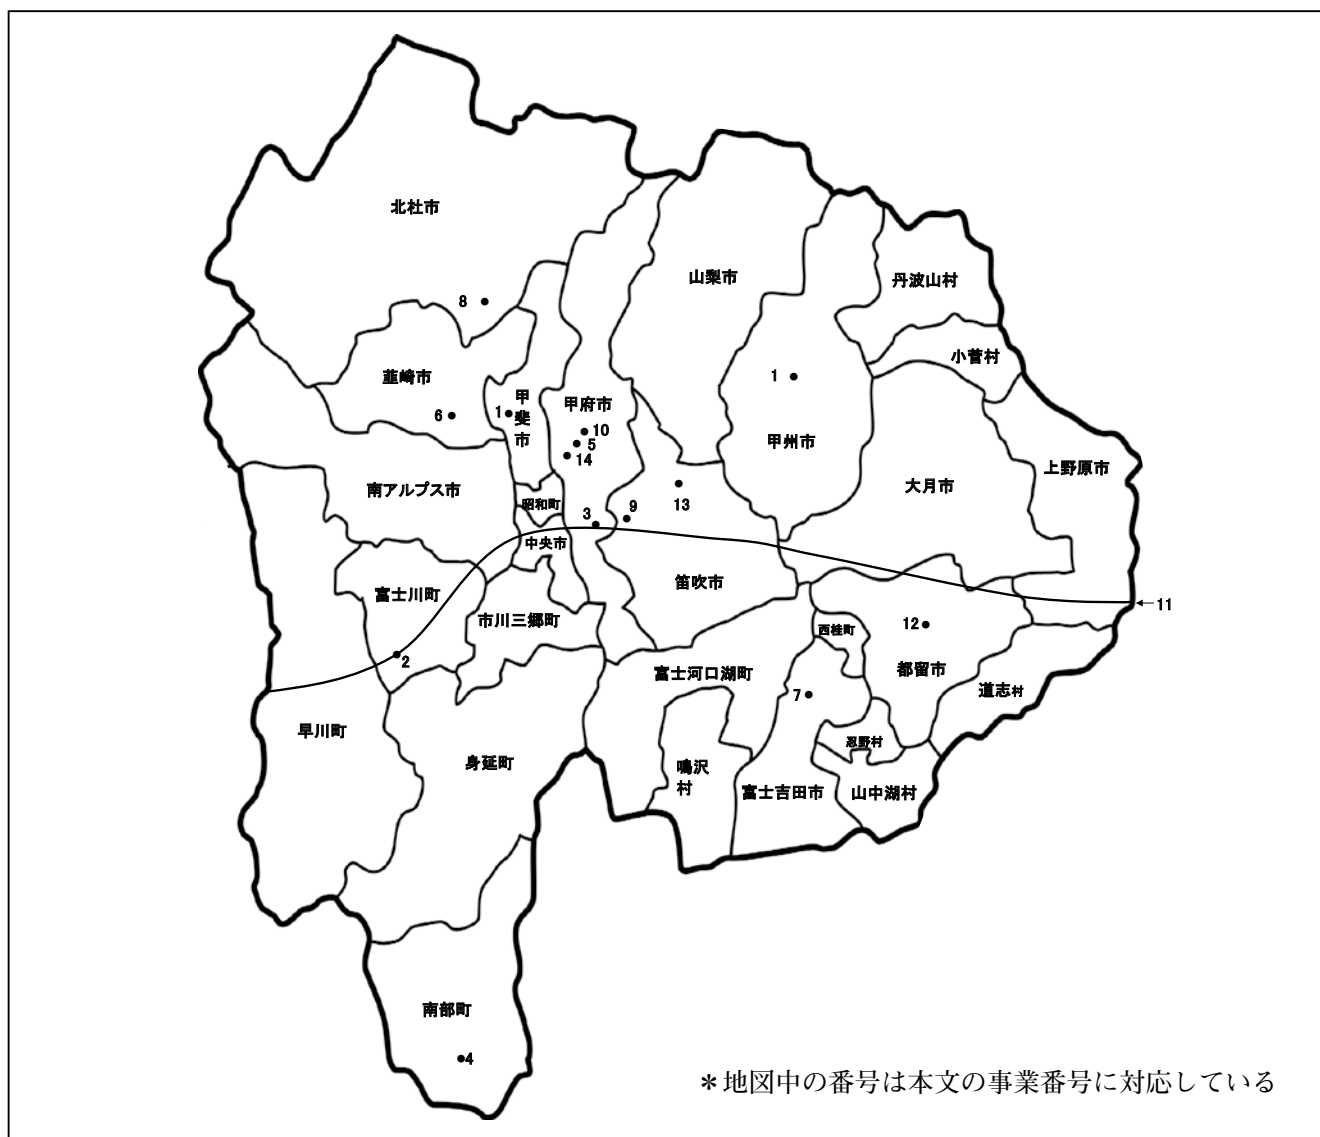 北杜市
山梨市
丹波山村
8
小菅村
韮崎市
1
甲斐市
甲府市
6
1
10
5
14
甲州市
上野原市
南アルプス市
大月市
昭和町
3
9
13
中央市
笛吹市
富士川町
市川三郷町
11
12
西桂町
2
富士河口湖町
都留市
7
道志村
早川町
忍野村
身延町
鳴沢村
富士吉田市
山中湖村
南部町
4
*地図中の番号は本文の事業番号に対応している